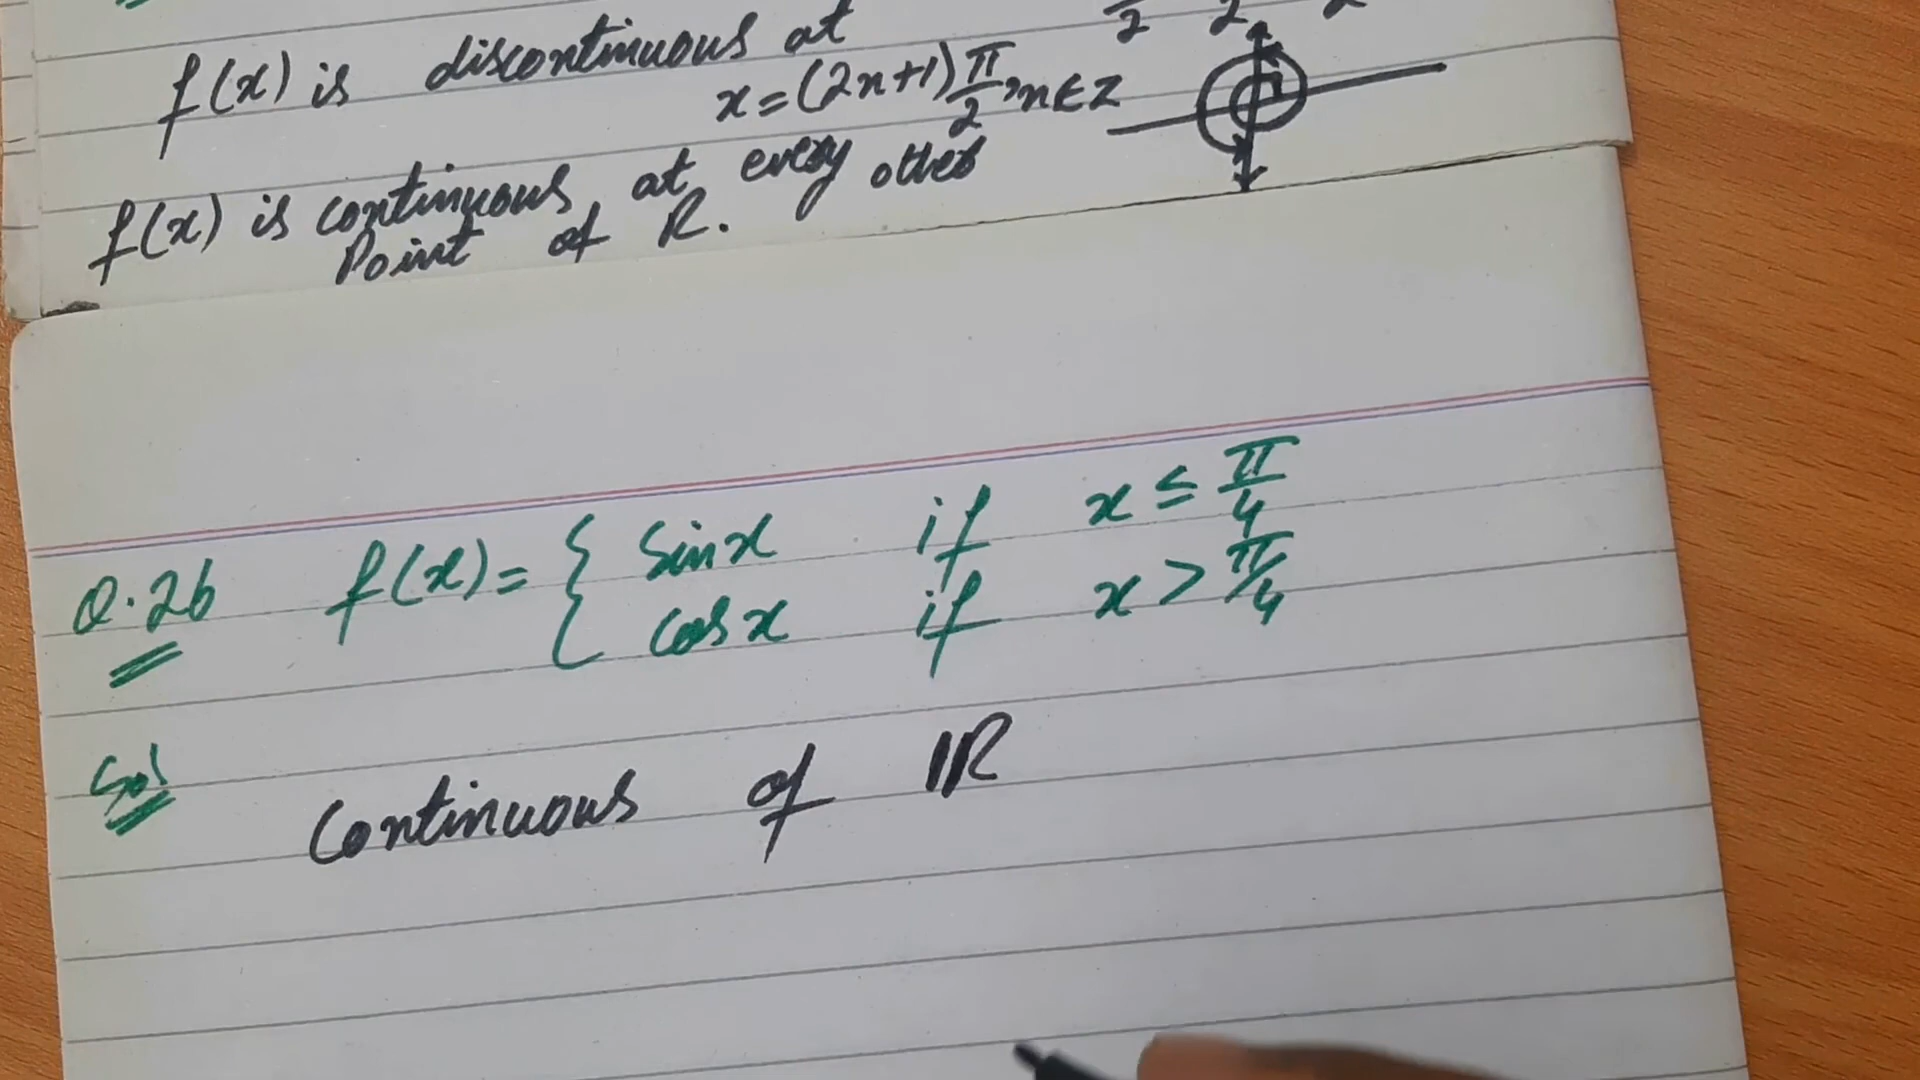 f(x) is discontinuous at
x = (2n+1) π/2, n ∈ Z
f(x) is continuous at every other
Point of R.
Q.26 f(x) = { sin x if x ≤ π/4
cos x if x > π/4
Sol
Continuous of IR